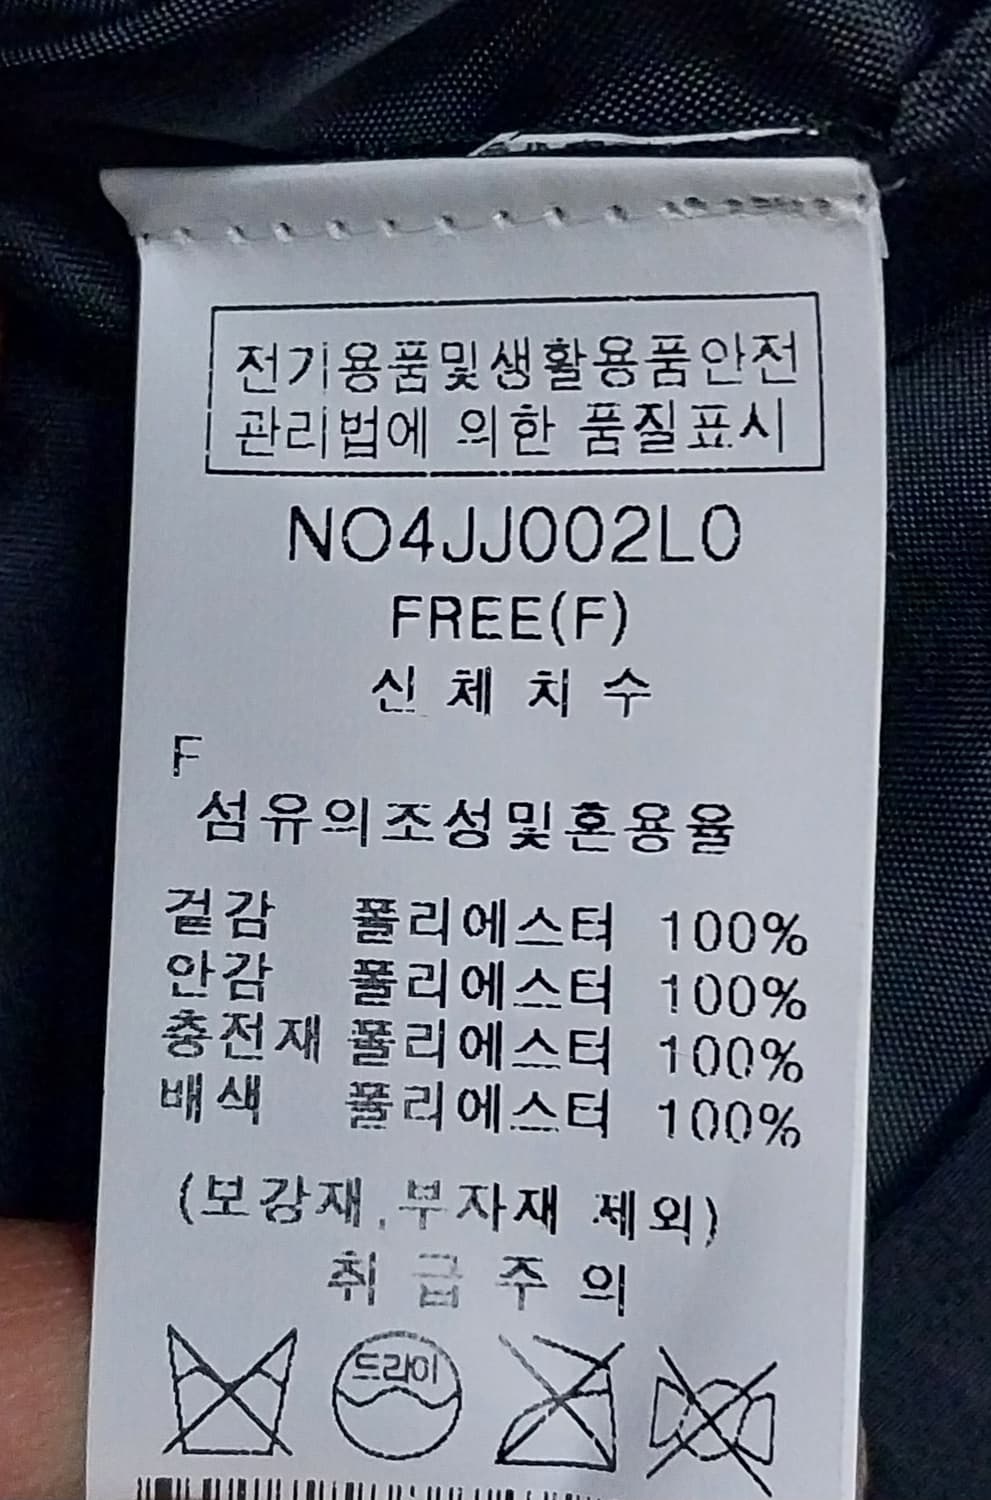 전기용품및생활용품안전
관리법에 의한 품질표시
NO4JJ002L0
FREE(F)
신 체 치 수
F
섬유의조성및혼용율
겉감 폴리에스터 100%
안감 폴리에스터 100%
충전재 폴리에스터 100%
배색 폴리에스터 100%
(보강재,부자재 제외)
취 급 주 의
드라이